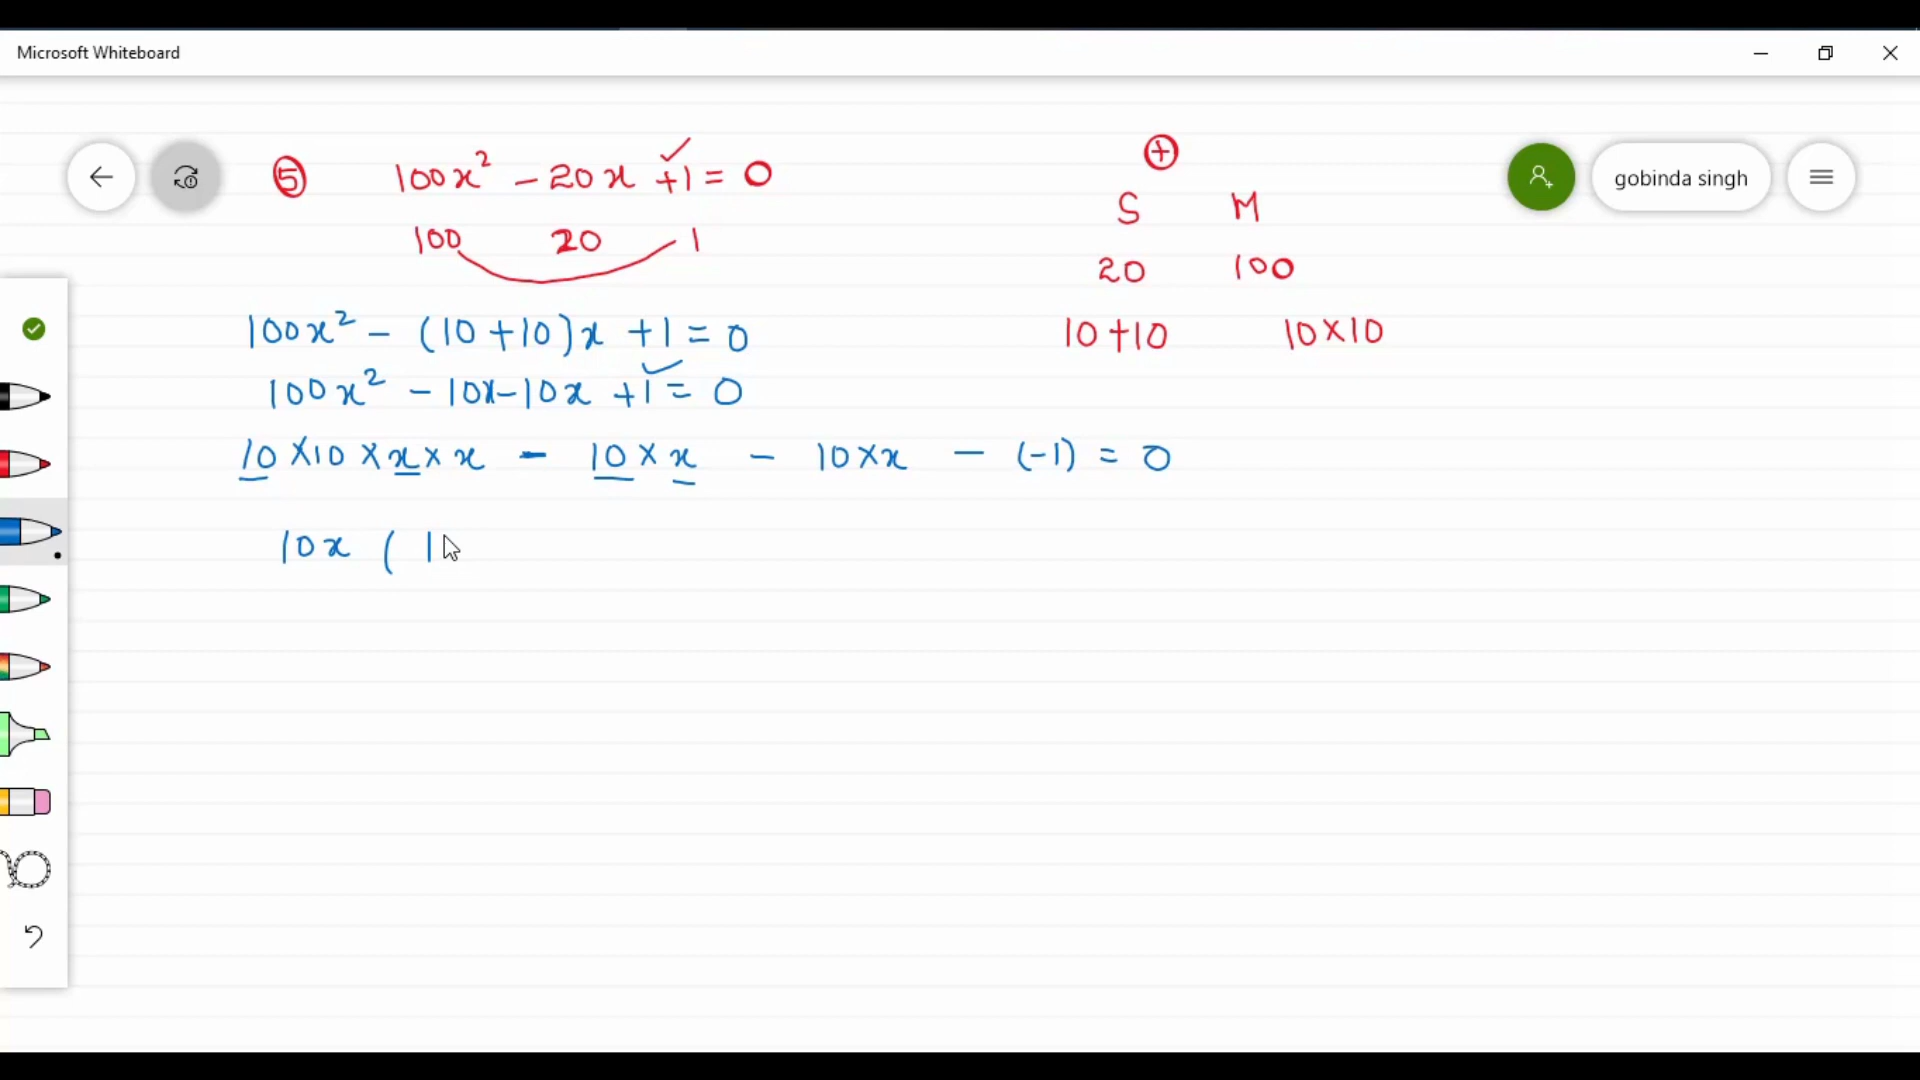 Microsoft Whiteboard
⑤ 100x² - 20x +1 = 0
100 20 1
100x² - (10+10)x +1 = 0
100x² - 10x-10x +1 = 0
10×10×x×x - 10×x - 10×x - (-1) = 0
10x ( 1
⊕
S M
20 100
10+10 10×10
gobinda singh